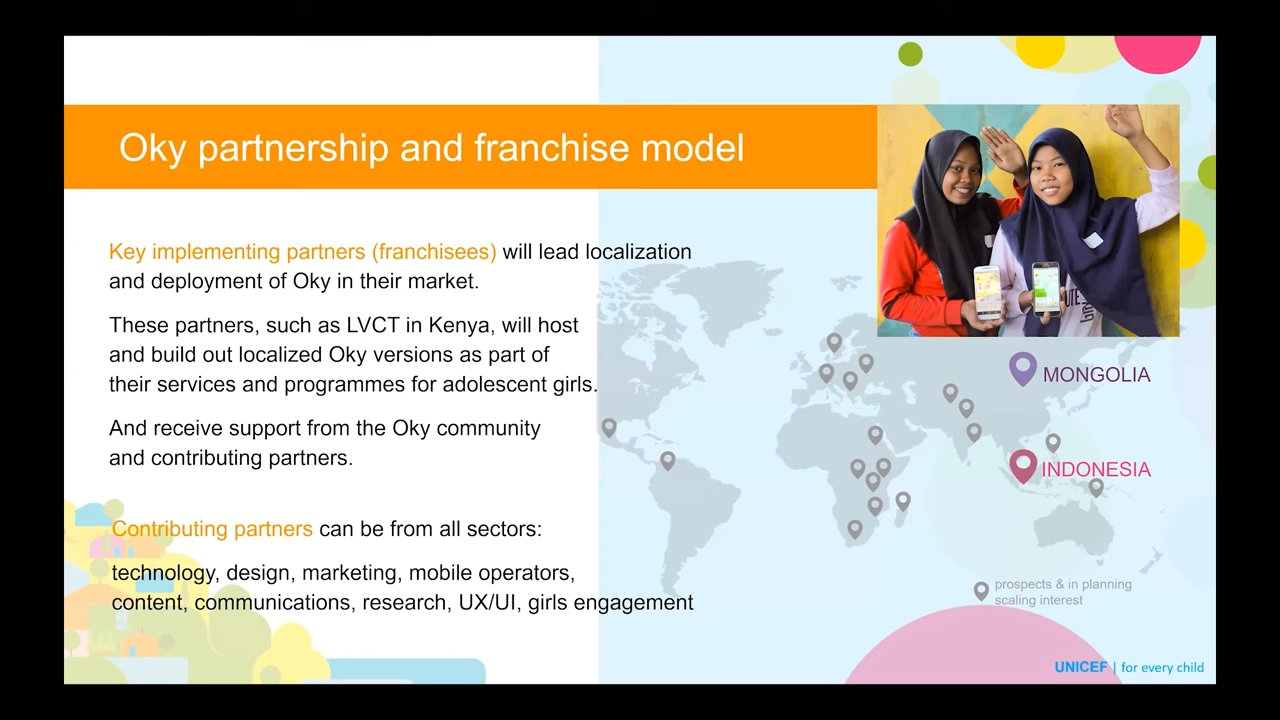 Oky partnership and franchise model
Key implementing partners (franchisees) will lead localization
and deployment of Oky in their market.
These partners, such as LVCT in Kenya, will host
and build out localized Oky versions as part of
their services and programmes for adolescent girls.
And receive support from the Oky community
and contributing partners.
Contributing partners can be from all sectors:
technology, design, marketing, mobile operators,
content, communications, research, UX/UI, girls engagement
MONGOLIA
INDONESIA
prospects & in planning
scaling interest
UNICEF | for every child